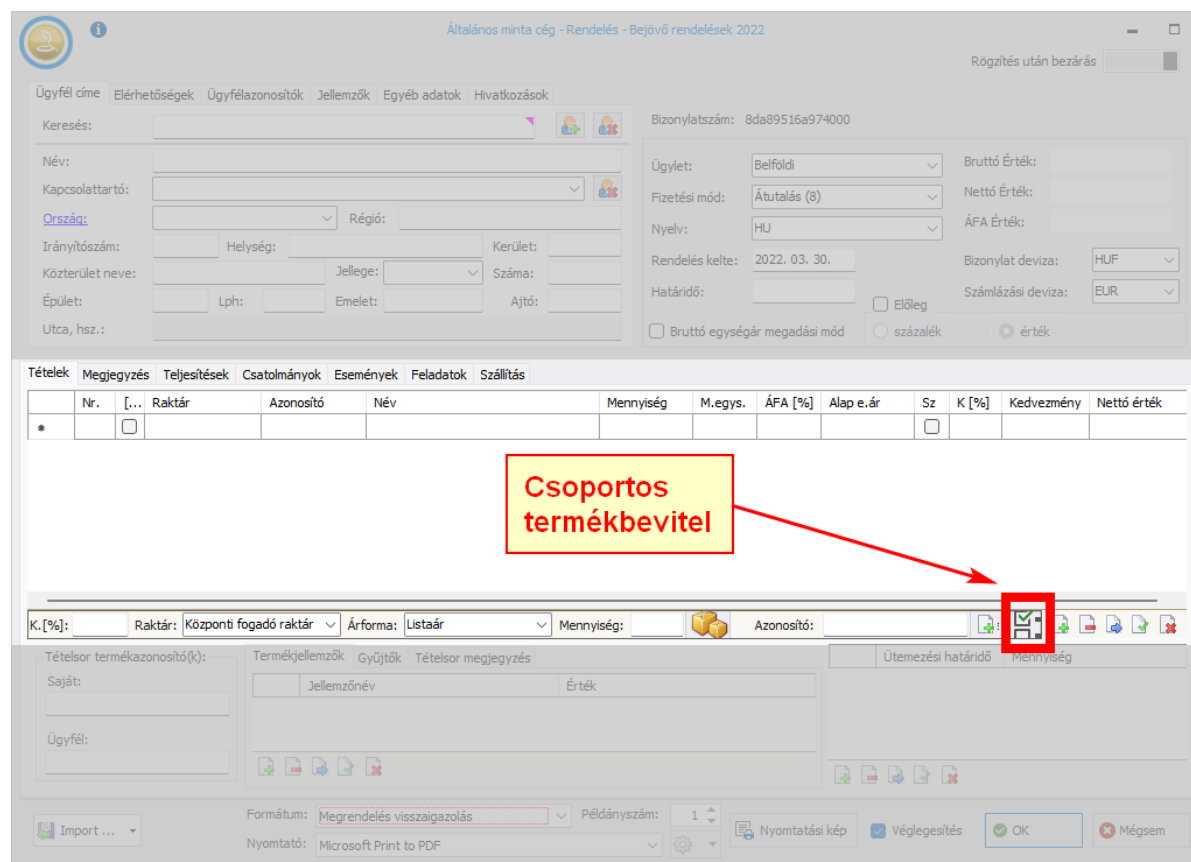 Általános minta cég - Rendelés - Bejövő rendelések 2022
Rögzítés után bezárás
Ügyfél címe Elérhetőségek Ügyfélazonosítók Jellemzők Egyéb adatok Hivatkozások
Keresés:
Bizonylatszám: 8da89516a974000
Név:
Kapcsolattartó:
Ország: Régió:
Irányítószám: Helység: Kerület:
Közterület neve: Jellege: Száma:
Épület: Lph: Emelet: Ajtó:
Utca, hsz.:
Ügylet: Belföldi Bruttó Érték:
Fizetési mód: Átutalás (8) Nettó Érték:
Nyelv: HU ÁFA Érték:
Rendelés kelte: 2022. 03. 30. Bizonylat deviza: HUF
Határidő: Előleg Számlázási deviza: EUR
Bruttó egységár megadási mód százalék érték
Tételek Megjegyzés Teljesítések Csatolmányok Események Feladatok Szállítás
Nr. [... Raktár Azonosító Név Mennyiség M.egys. ÁFA [%] Alap e.ár Sz K [%] Kedvezmény Nettó érték
Csoportos
termékbevitel
K.[%]: Raktár: Központi fogadó raktár Árforma: Listaár Mennyiség: Azonosító:
Tételsor termékazonosító(k): Termékjellemzők Gyűjtők Tételsor megjegyzés Ütemezési határidő Mennyiség
Saját: Jellemzőnév Érték
Ügyfél:
Import ... Formátum: Megrendelés visszaigazolás Példányszám: 1 Nyomtatási kép Véglegesítés OK Mégsem
Nyomtató: Microsoft Print to PDF